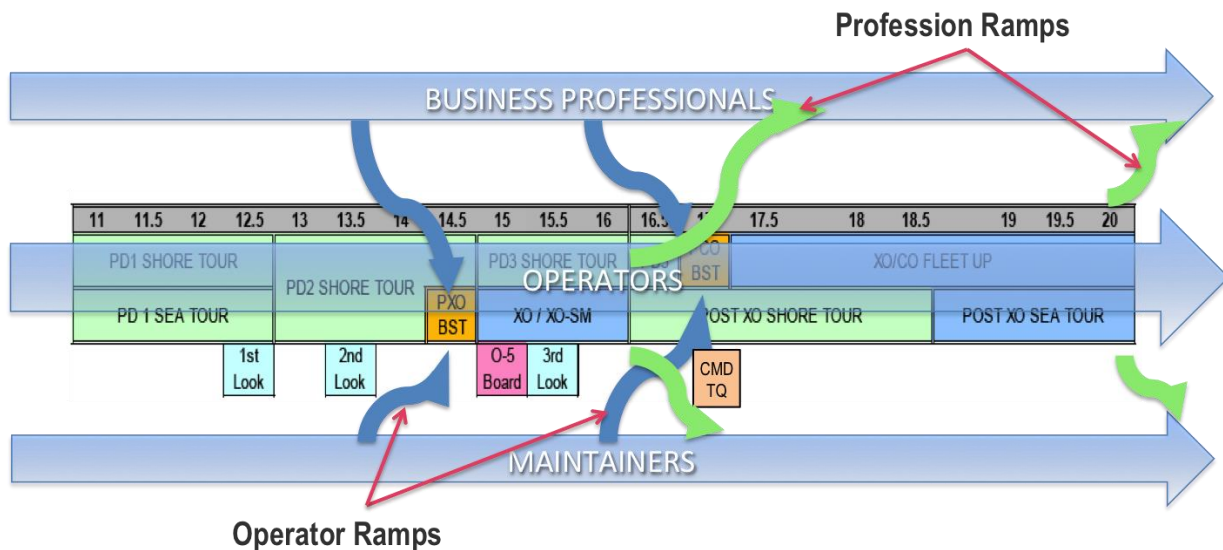 Profession Ramps
BUSINESS PROFESSIONALS
11 11.5 12 12.5 13 13.5 14 14.5 15 15.5 16 16.5 17.5 18 18.5 19 19.5 20
PD1 SHORE TOUR
PD3 SHORE TOUR
BST
XO/CO FLEET UP
OPERATORS
PD2 SHORE TOUR
PD 1 SEA TOUR
PXO
BST
XO / XO-SM
POST XO SHORE TOUR
POST XO SEA TOUR
1st
Look
2nd
Look
O-5
Board
3rd
Look
CMD
TQ
MAINTAINERS
Operator Ramps